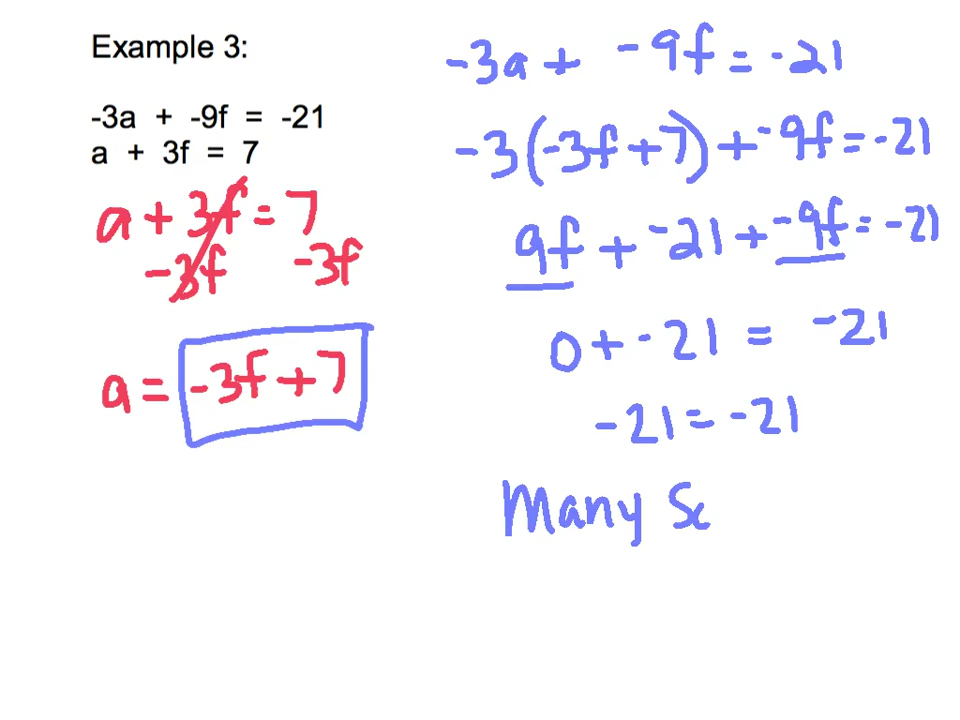 Example 3:
-3a + -9f = -21
a + 3f = 7
a + 3f = 7
-3f -3f
a = -3f + 7
-3a + -9f = -21
-3(-3f + 7) + -9f = -21
9f + -21 + -9f = -21
0 + -21 = -21
-21 = -21
Many So